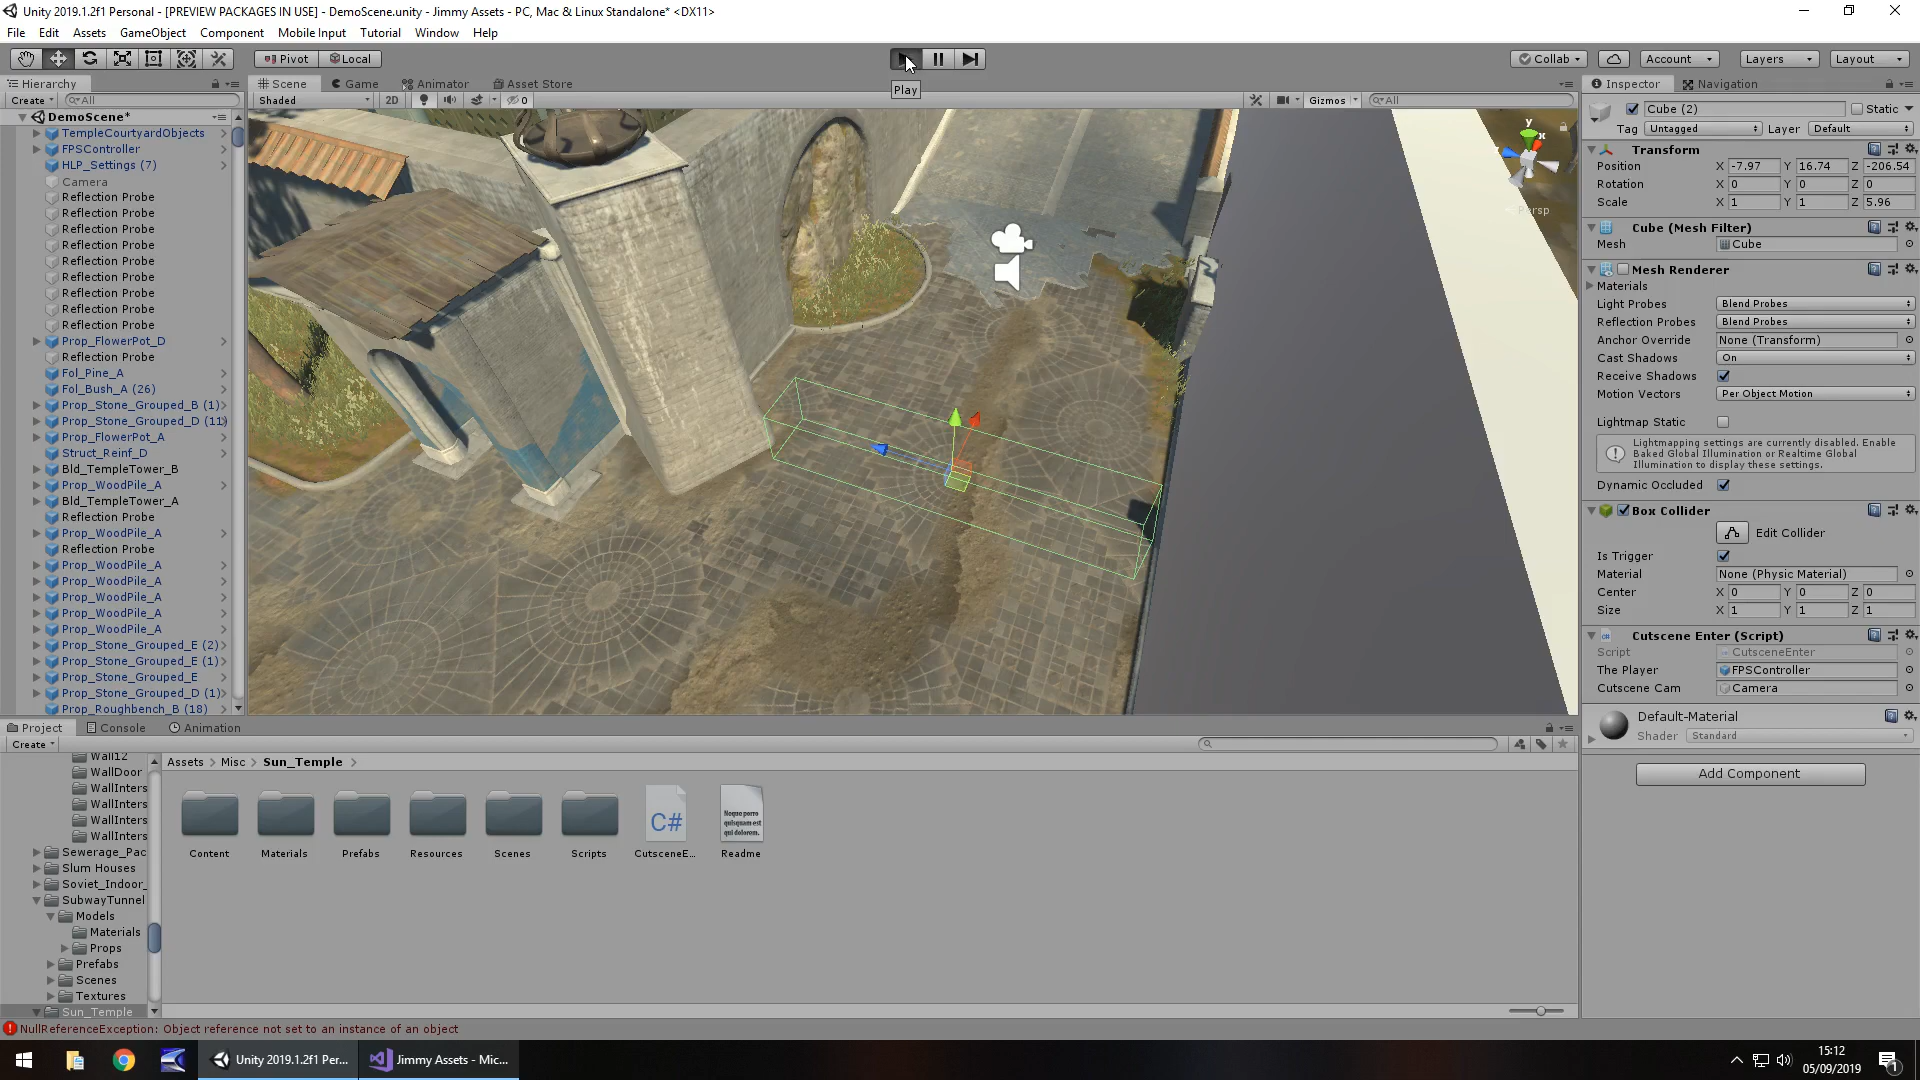 Unity 2019.1.2f1 Personal - [PREVIEW PACKAGES IN USE] - DemoScene.unity - Jimmy Assets - PC, Mac & Linux Standalone* <DX11>
File Edit Assets GameObject Component Mobile Input Tutorial Window Help
Pivot Local Collab Account Layers Layout
Play
Hierarchy Scene Game Animator Asset Store Inspector Navigation
Create All Shaded 2D 0 Gizmos All
DemoScene*
TempleCourtyardObjects
FPSController
HLP_Settings (7)
Camera
Reflection Probe
Reflection Probe
Reflection Probe
Reflection Probe
Reflection Probe
Reflection Probe
Reflection Probe
Reflection Probe
Reflection Probe
Prop_FlowerPot_D
Reflection Probe
Fol_Pine_A
Fol_Bush_A (26)
Prop_Stone_Grouped_B (1)
Prop_Stone_Grouped_D (11)
Prop_FlowerPot_A
Struct_Reinf_D
Bld_TempleTower_B
Prop_WoodPile_A
Bld_TempleTower_A
Reflection Probe
Prop_WoodPile_A
Reflection Probe
Prop_WoodPile_A
Prop_WoodPile_A
Prop_WoodPile_A
Prop_WoodPile_A
Prop_WoodPile_A
Prop_Stone_Grouped_E (2)
Prop_Stone_Grouped_E (1)
Prop_Stone_Grouped_E
Prop_Stone_Grouped_D (1)
Prop_Roughbench_B (18)
y
x
Persp
Cube (2) Static
Tag Untagged Layer Default
Transform
Position X -7.97 Y 16.74 Z -206.54
Rotation X 0 Y 0 Z 0
Scale X 1 Y 1 Z 5.96
Cube (Mesh Filter)
Mesh Cube
Mesh Renderer
Materials
Light Probes Blend Probes
Reflection Probes Blend Probes
Anchor Override None (Transform)
Cast Shadows On
Receive Shadows
Motion Vectors Per Object Motion
Lightmap Static
Lightmapping settings are currently disabled. Enable
Baked Global Illumination or Realtime Global
Illumination to display these settings.
Dynamic Occluded
Box Collider
Edit Collider
Is Trigger
Material None (Physic Material)
Center X 0 Y 0 Z 0
Size X 1 Y 1 Z 1
Cutscene Enter (Script)
Script CutsceneEnter
The Player FPSController
Cutscene Cam Camera
Default-Material
Shader Standard
Add Component
Project Console Animation
Create
Wall12
WallDoor
WallInters
WallInters
WallInters
WallInters
Sewerage_Pac
Slum Houses
Soviet_Indoor_
SubwayTunnel
Models
Materials
Props
Prefabs
Scenes
Textures
Sun_Temple
Assets > Misc > Sun_Temple >
C#
Neque porro
quisquam est
qui dolorem.
Content Materials Prefabs Resources Scenes Scripts CutsceneE... Readme
NullReferenceException: Object reference not set to an instance of an object
Unity 2019.1.2f1 Per... Jimmy Assets - Mic...
15:12
05/09/2019
1